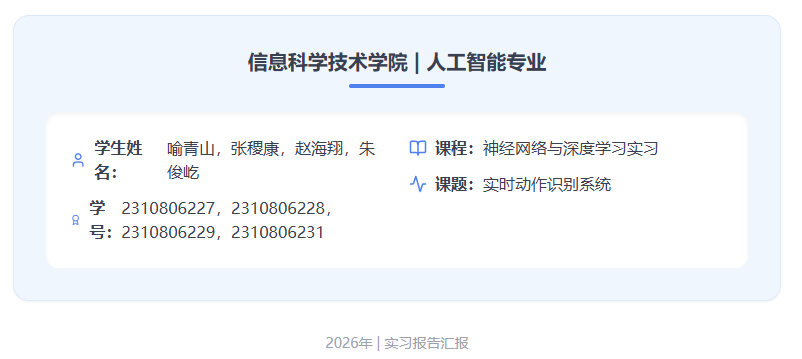 信息科学技术学院 | 人工智能专业
学生姓名： 喻青山，张稷康，赵海翔，朱俊屹
学号： 2310806227，2310806228，2310806229，2310806231
课程： 神经网络与深度学习实习
课题： 实时动作识别系统
2026年 | 实习报告汇报